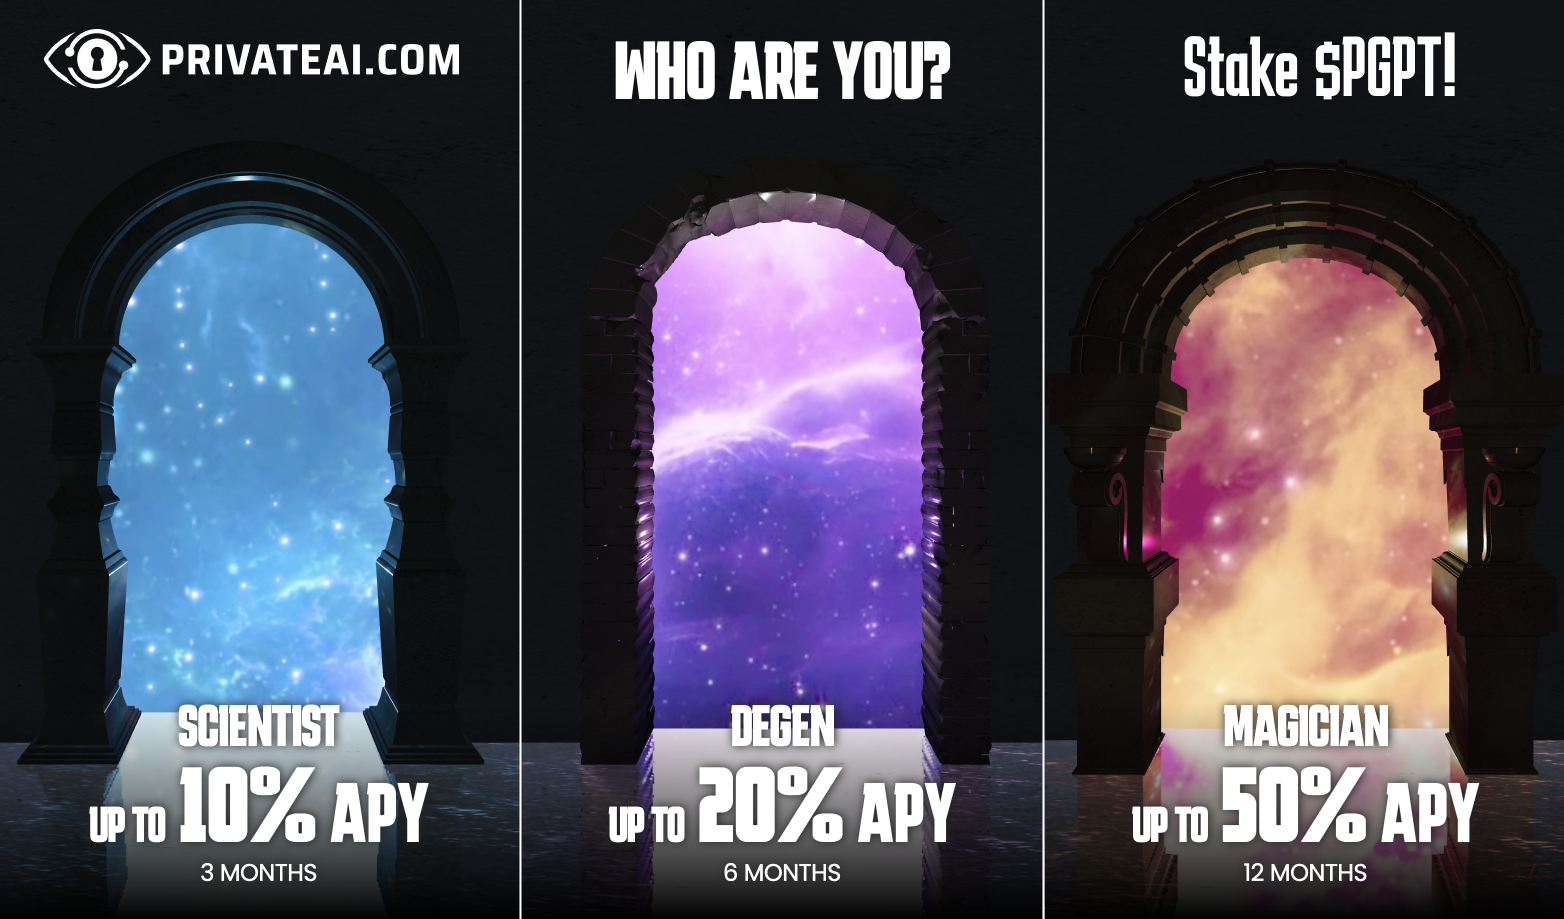 PRIVATEAI.COM
WHO ARE YOU?
Stake $PGPT!
SCIENTIST
UP TO 10% APY
3 MONTHS
DEGEN
UP TO 20% APY
6 MONTHS
MAGICIAN
UP TO 50% APY
12 MONTHS